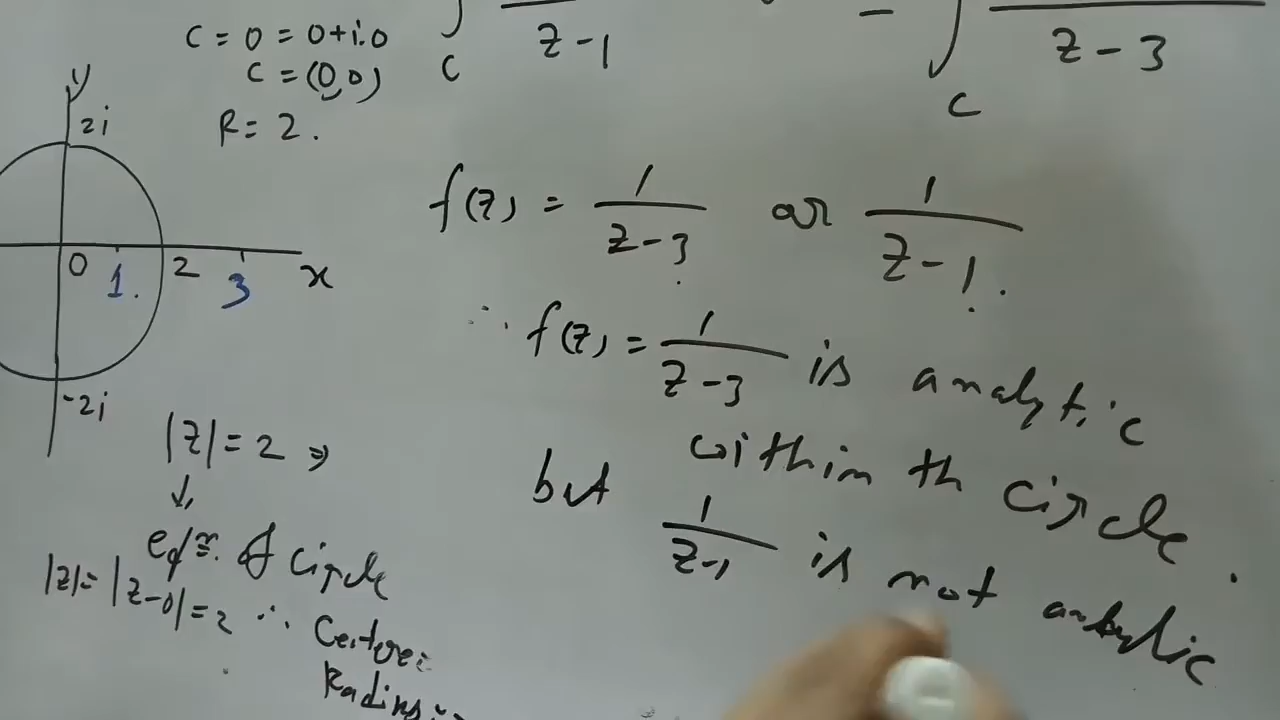 C = 0 = 0+i.0
C = (0,0)
R = 2.
∫
C
z-1
- ∫
C
z-3
y
2i
0
1.
2
3
x
-2i
f(z) = 1/(z-3) or 1/(z-1).
∴ f(z) = 1/(z-3) is analytic
within th circle.
but 1/(z-1) is not analytic
|z| = 2 ⇒
↓
eqn. of circle
|z| = |z-0| = 2 ∴ Centre:
Radius: